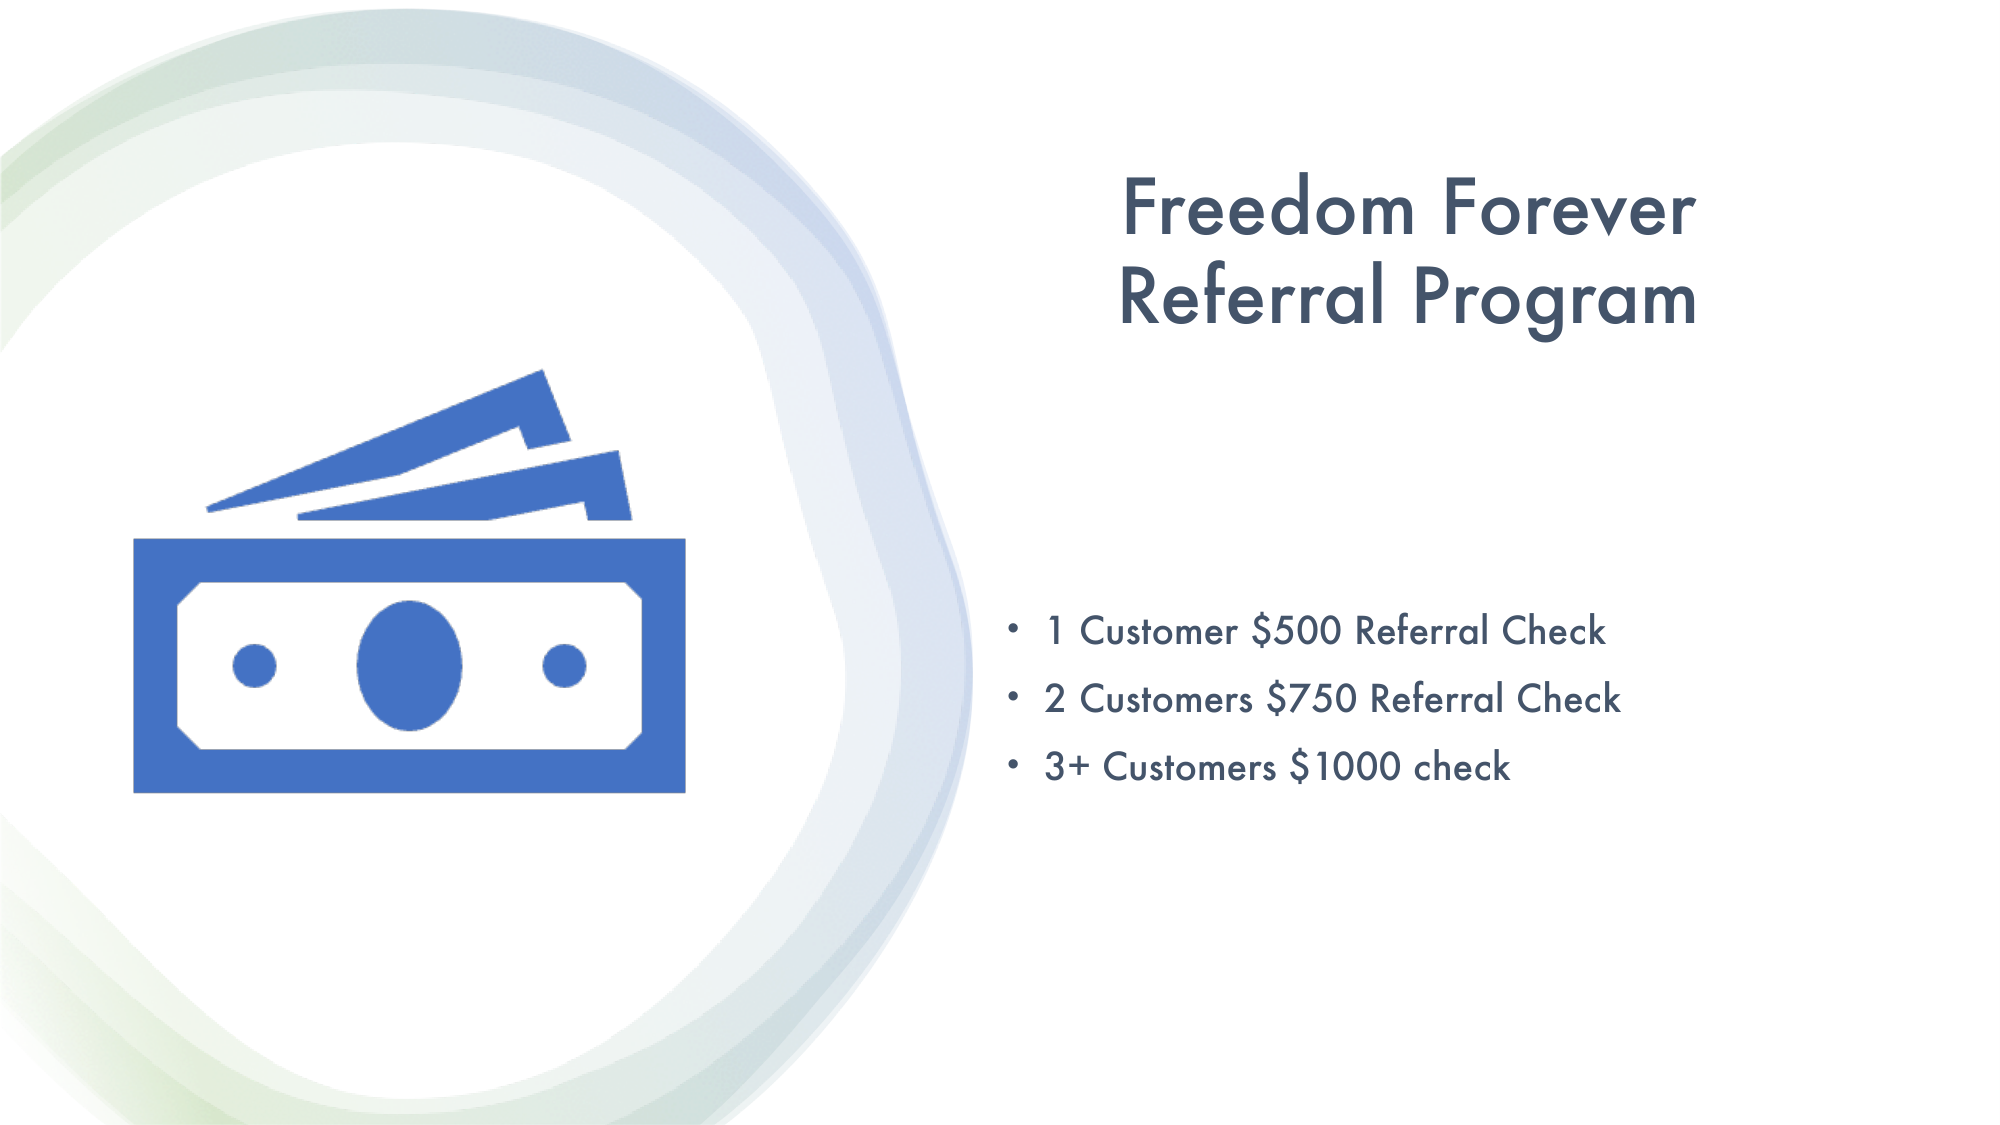 Freedom Forever
Referral Program
• 1 Customer $500 Referral Check
• 2 Customers $750 Referral Check
• 3+ Customers $1000 check